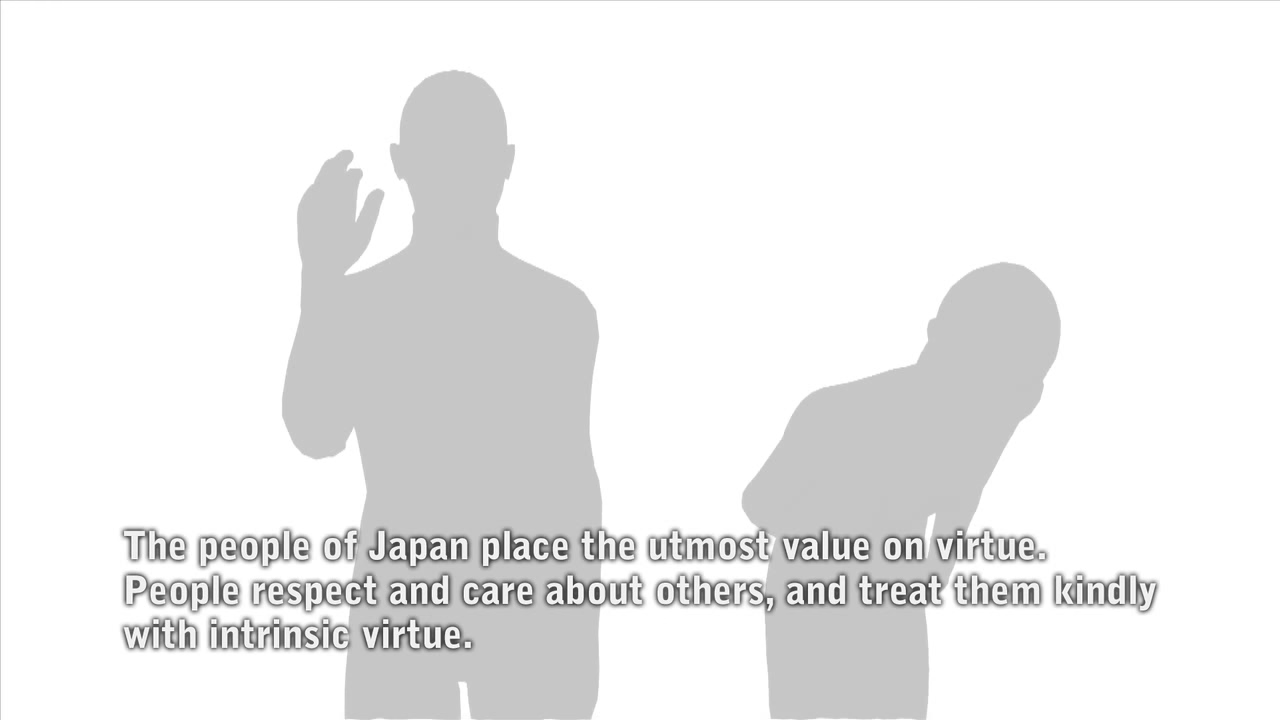 The people of Japan place the utmost value on virtue.
People respect and care about others, and treat them kindly
with intrinsic virtue.